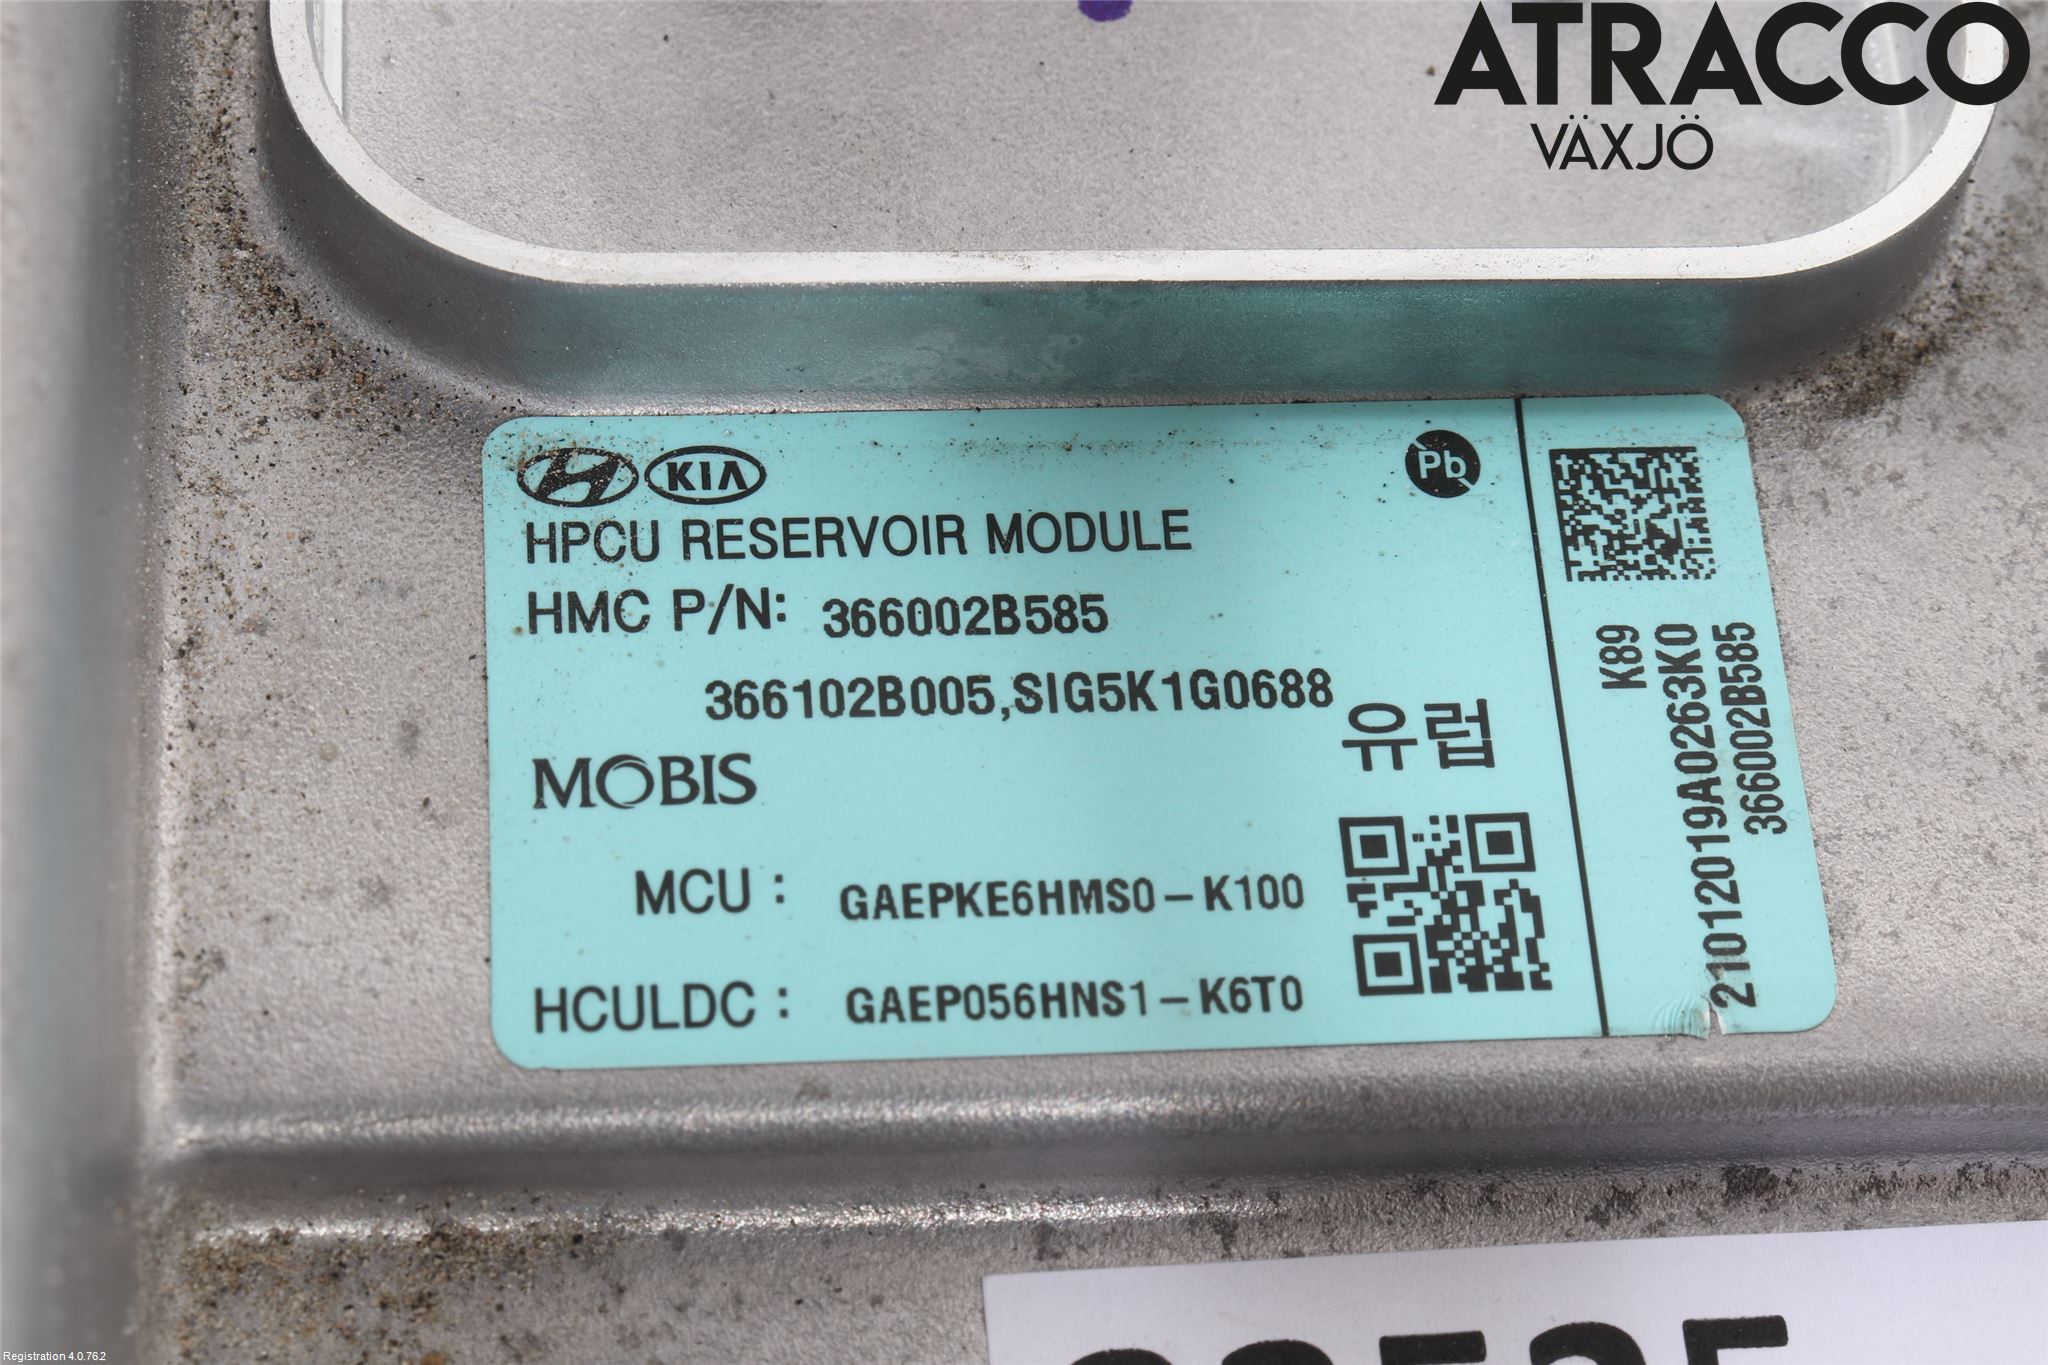 ATRACCO
VÄXJÖ
KIA
Pb
HPCU RESERVOIR MODULE
HMC P/N: 366002B585
366102B005,SIG5K1G0688
유럽
MOBIS
MCU : GAEPKE6HMS0-K100
HCULDC : GAEP056HNS1-K6T0
K89
21012019A0263K0
366002B585
Registration 4.0.762